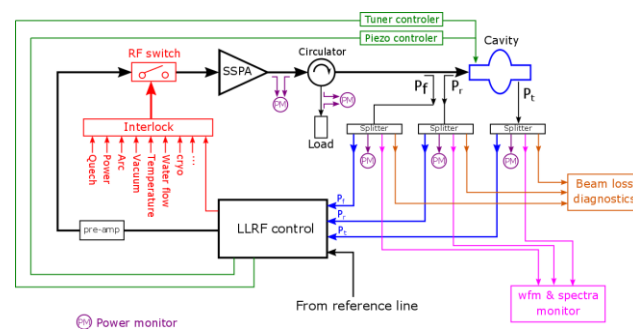 Tuner controler
Piezo controler
RF switch
SSPA
Circulator
Cavity
PM
PM
Load
Pf
Pr
Pt
Splitter
Splitter
Splitter
PM
PM
PM
Interlock
Quech
Power
Arc
Vacuum
Temperature
Water flow
cryo
...
Beam loss
diagnostics
Pf
Pr
Pt
LLRF control
pre-amp
From reference line
wfm & spectra
monitor
PM Power monitor